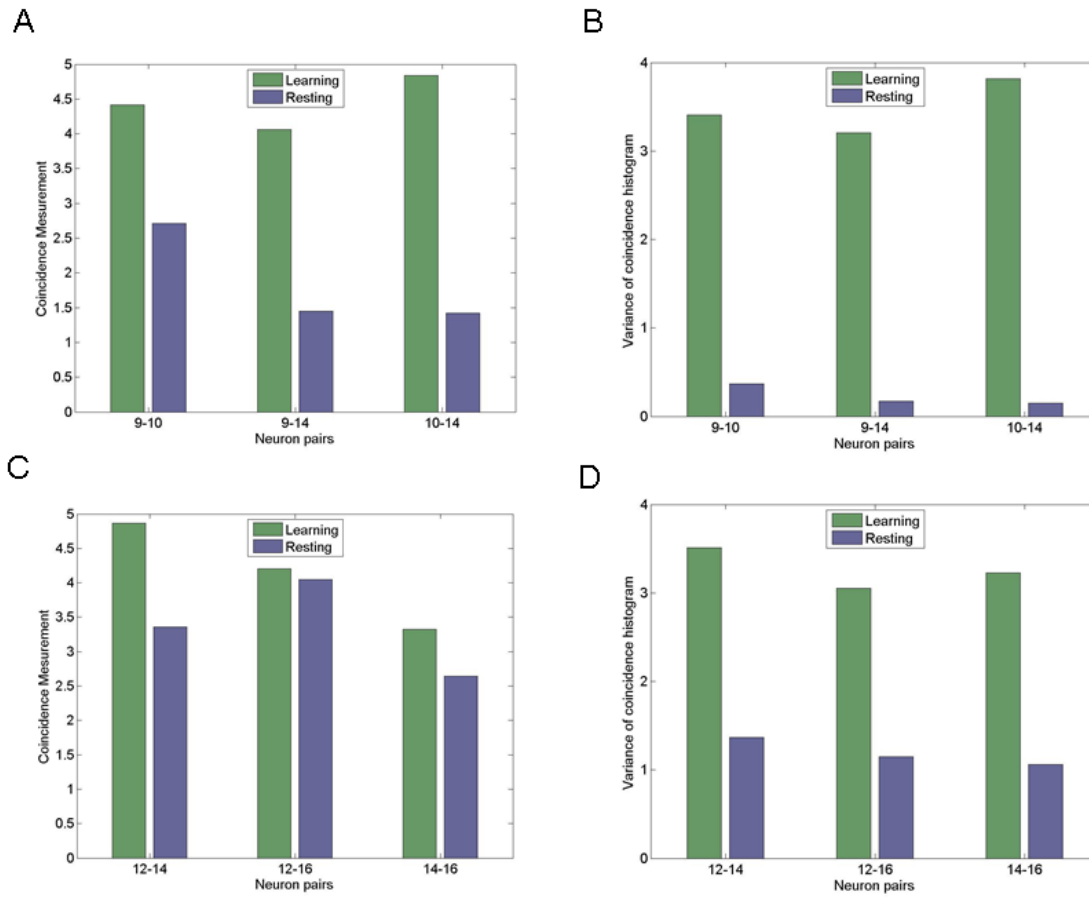 A
Coincidence Mesurement
5
4.5
4
3.5
3
2.5
2
1.5
1
0.5
0
Learning
Resting
9-10
9-14
10-14
Neuron pairs
B
Variance of coincidence histogram
4
3
2
1
0
Learning
Resting
9-10
9-14
10-14
Neuron pairs
C
Coincidence Mesurement
5
4.5
4
3.5
3
2.5
2
1.5
1
0.5
0
Learning
Resting
12-14
12-16
14-16
Neuron pairs
D
Variance of coincidence histogram
4
3
2
1
0
Learning
Resting
12-14
12-16
14-16
Neuron pairs